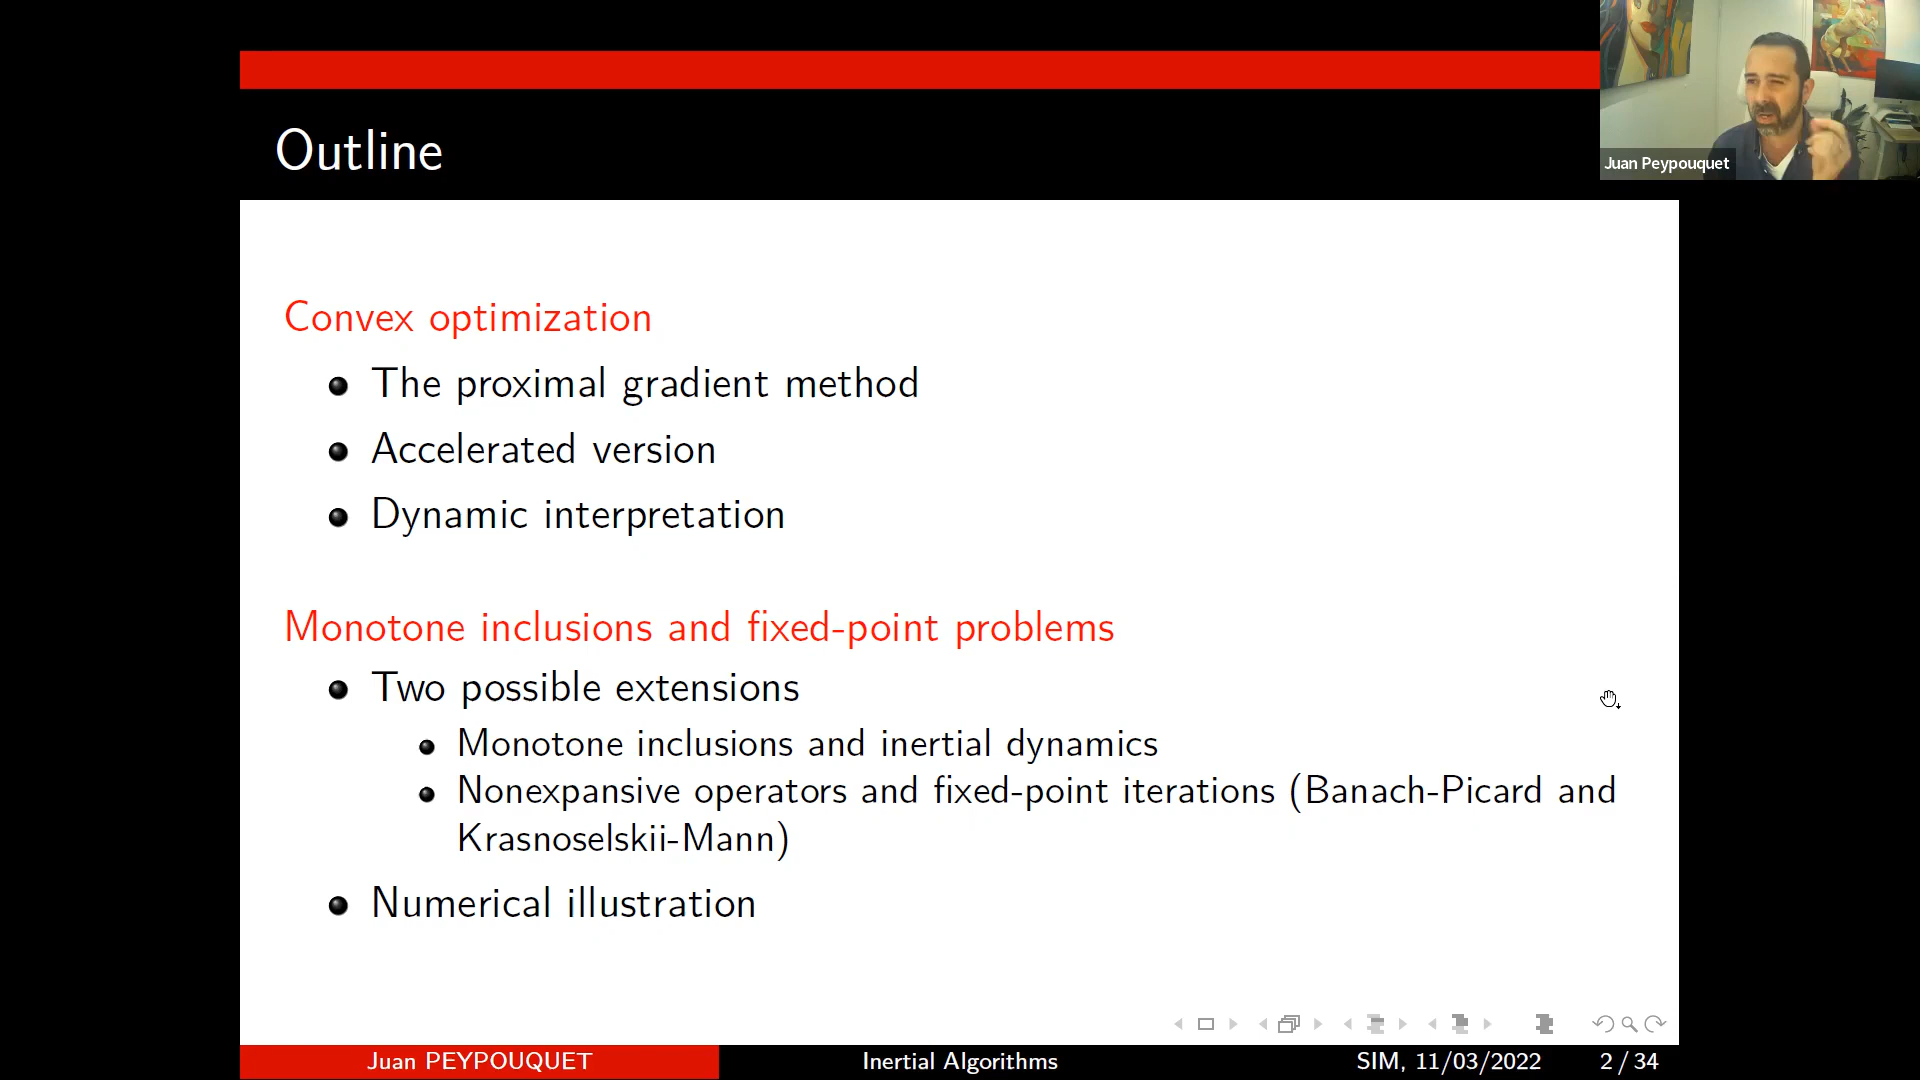 Outline
Juan Peypouquet
Convex optimization
The proximal gradient method
Accelerated version
Dynamic interpretation
Monotone inclusions and fixed-point problems
Two possible extensions
Monotone inclusions and inertial dynamics
Nonexpansive operators and fixed-point iterations (Banach-Picard and
Krasnoselskii-Mann)
Numerical illustration
Juan PEYPOUQUET
Inertial Algorithms
SIM, 11/03/2022
2 / 34